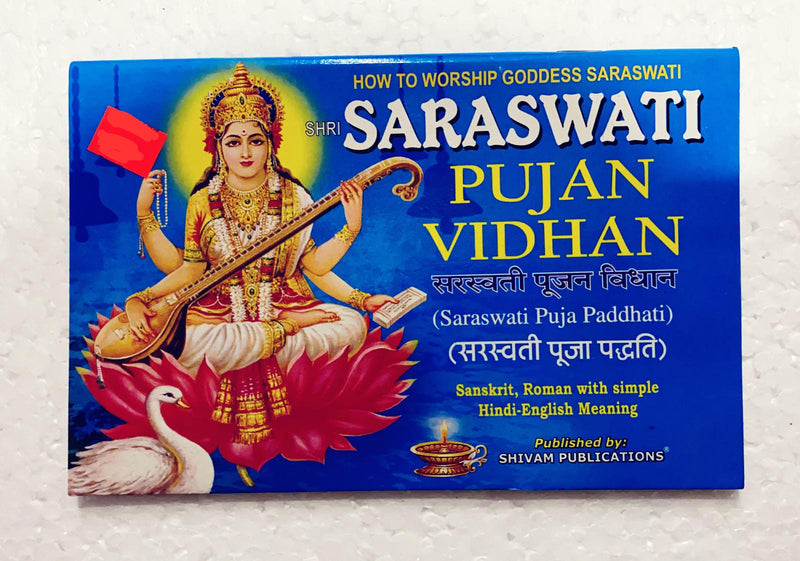 HOW TO WORSHIP GODDESS SARASWATI
SHRI SARASWATI
PUJAN
VIDHAN
सरस्वती पूजन विधान
(Saraswati Puja Paddhati)
(सरस्वती पूजा पद्धति)
Sanskrit, Roman with simple
Hindi-English Meaning
Published by:
SHIVAM PUBLICATIONS®